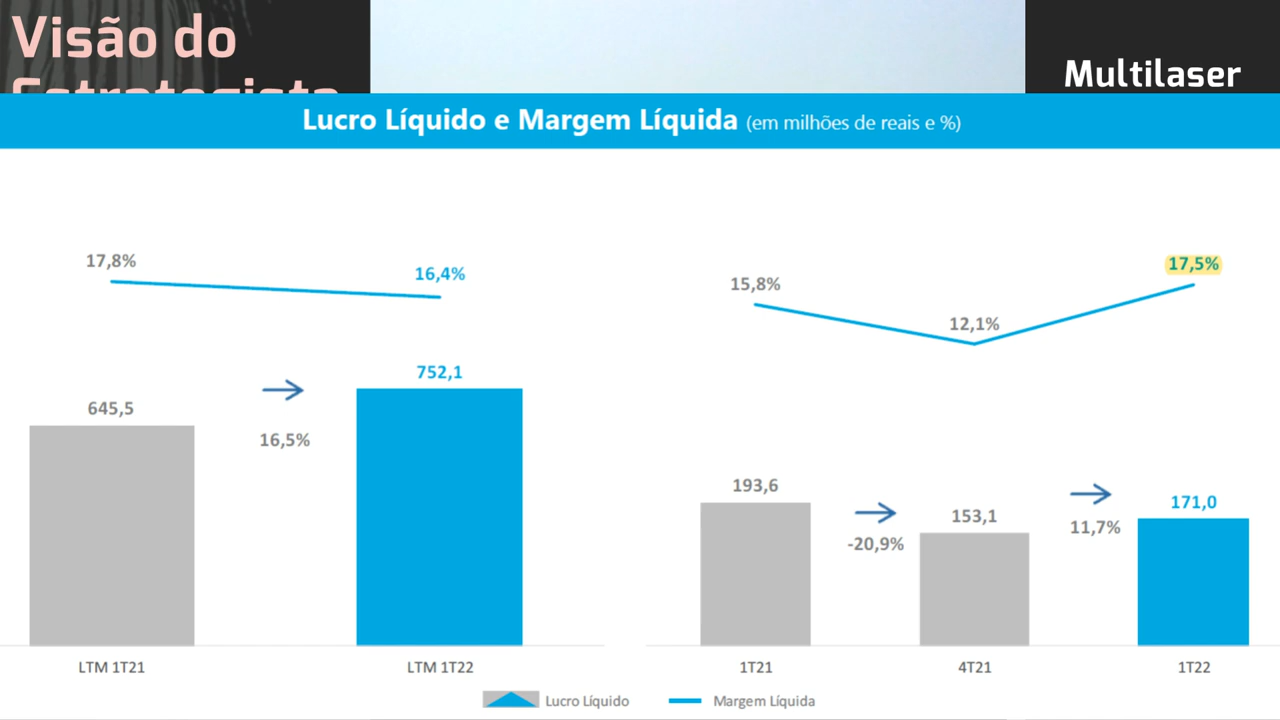 Visão do
Estrategista
Multilaser
Lucro Líquido e Margem Líquida (em milhões de reais e %)
17,8%
16,4%
645,5
16,5%
752,1
LTM 1T21
LTM 1T22
15,8%
12,1%
17,5%
193,6
-20,9%
153,1
11,7%
171,0
1T21
4T21
1T22
Lucro Líquido
Margem Líquida